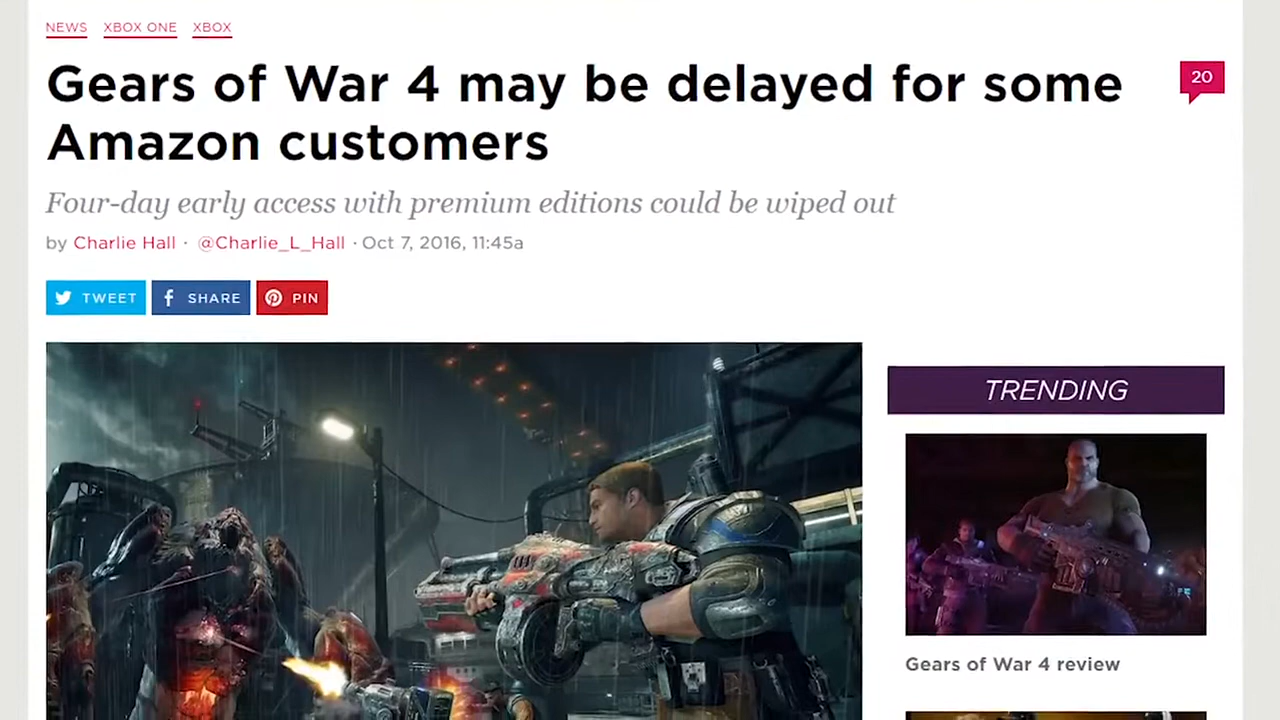 NEWS XBOX ONE XBOX
Gears of War 4 may be delayed for some
Amazon customers
20
Four-day early access with premium editions could be wiped out
by Charlie Hall · @Charlie_L_Hall · Oct 7, 2016, 11:45a
TWEET SHARE PIN
TRENDING
Gears of War 4 review